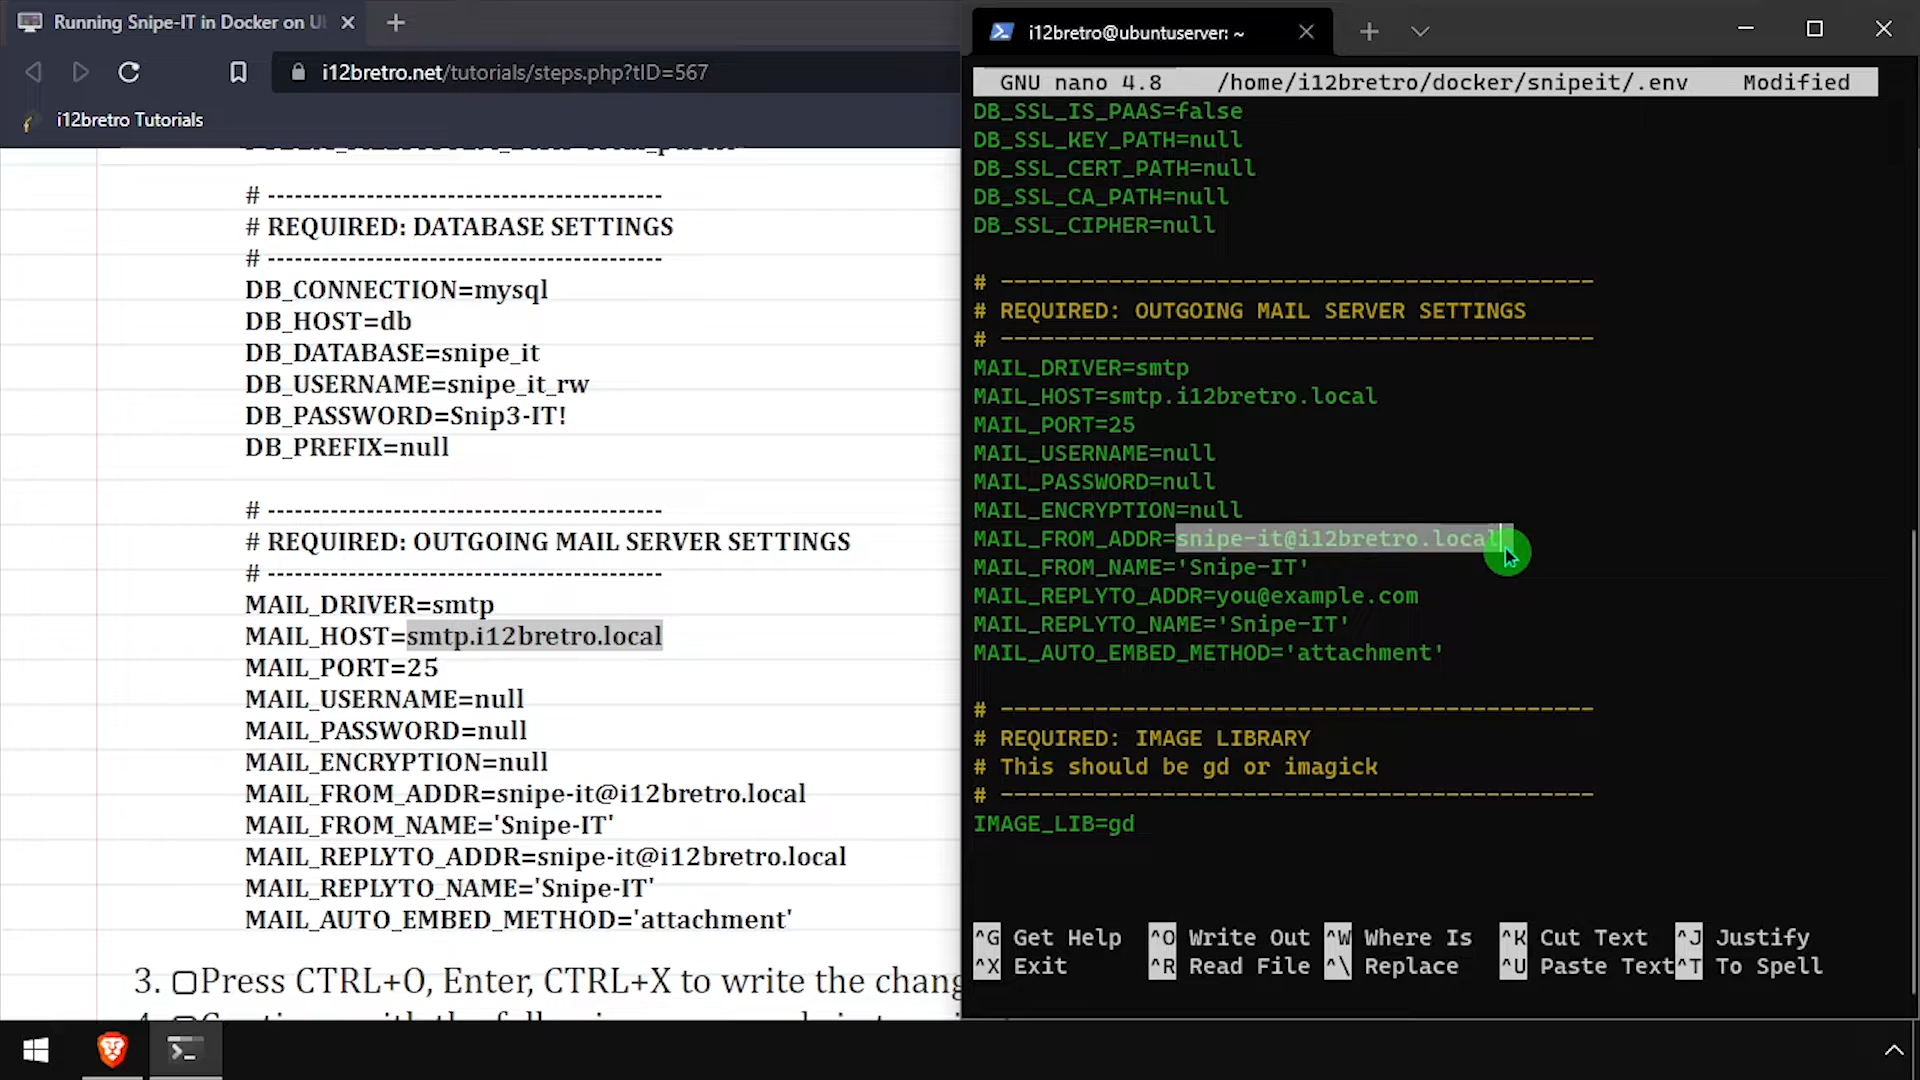 Running Snipe-IT in Docker on U
i12bretro.net/tutorials/steps.php?tID=567
i12bretro Tutorials
# -------------------------------------------
# REQUIRED: DATABASE SETTINGS
# -------------------------------------------
DB_CONNECTION=mysql
DB_HOST=db
DB_DATABASE=snipe_it
DB_USERNAME=snipe_it_rw
DB_PASSWORD=Snip3-IT!
DB_PREFIX=null
# -------------------------------------------
# REQUIRED: OUTGOING MAIL SERVER SETTINGS
# -------------------------------------------
MAIL_DRIVER=smtp
MAIL_HOST=smtp.i12bretro.local
MAIL_PORT=25
MAIL_USERNAME=null
MAIL_PASSWORD=null
MAIL_ENCRYPTION=null
MAIL_FROM_ADDR=snipe-it@i12bretro.local
MAIL_FROM_NAME='Snipe-IT'
MAIL_REPLYTO_ADDR=snipe-it@i12bretro.local
MAIL_REPLYTO_NAME='Snipe-IT'
MAIL_AUTO_EMBED_METHOD='attachment'
3. Press CTRL+O, Enter, CTRL+X to write the chang
i12bretro@ubuntuserver: ~
GNU nano 4.8 /home/i12bretro/docker/snipeit/.env Modified
DB_SSL_IS_PAAS=false
DB_SSL_KEY_PATH=null
DB_SSL_CERT_PATH=null
DB_SSL_CA_PATH=null
DB_SSL_CIPHER=null
# --------------------------------------------
# REQUIRED: OUTGOING MAIL SERVER SETTINGS
# --------------------------------------------
MAIL_DRIVER=smtp
MAIL_HOST=smtp.i12bretro.local
MAIL_PORT=25
MAIL_USERNAME=null
MAIL_PASSWORD=null
MAIL_ENCRYPTION=null
MAIL_FROM_ADDR=snipe-it@i12bretro.local
MAIL_FROM_NAME='Snipe-IT'
MAIL_REPLYTO_ADDR=you@example.com
MAIL_REPLYTO_NAME='Snipe-IT'
MAIL_AUTO_EMBED_METHOD='attachment'
# --------------------------------------------
# REQUIRED: IMAGE LIBRARY
# This should be gd or imagick
# --------------------------------------------
IMAGE_LIB=gd
^G Get Help ^O Write Out ^W Where Is ^K Cut Text ^J Justify
^X Exit ^R Read File ^\ Replace ^U Paste Text ^T To Spell